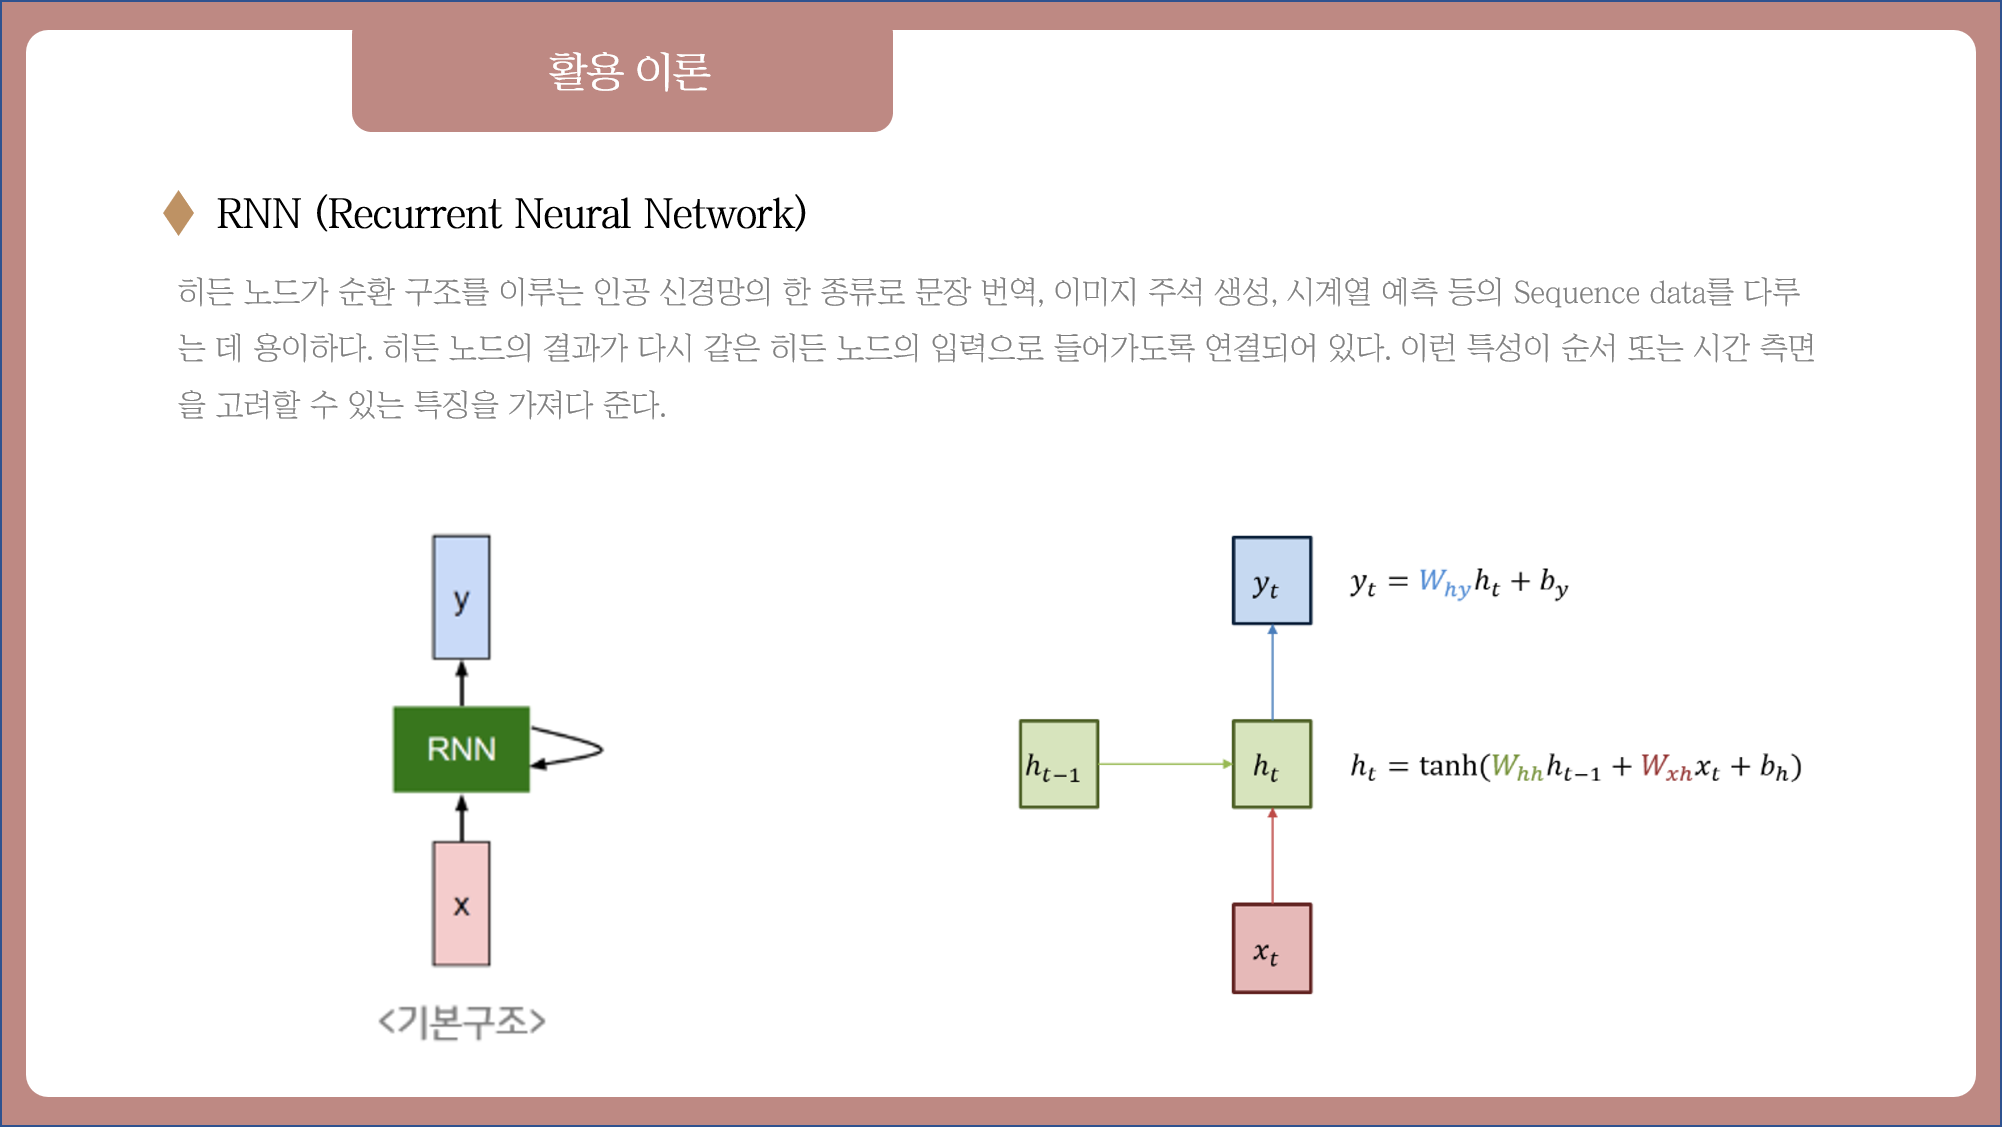 활용 이론
RNN (Recurrent Neural Network)
히든 노드가 순환 구조를 이루는 인공 신경망의 한 종류로 문장 번역, 이미지 주석 생성, 시계열 예측 등의 Sequence data를 다루
는 데 용이하다. 히든 노드의 결과가 다시 같은 히든 노드의 입력으로 들어가도록 연결되어 있다. 이런 특성이 순서 또는 시간 측면
을 고려할 수 있는 특징을 가져다 준다.
y
RNN
x
<기본구조>
y_t
y_t = W_{hy}h_t + b_y
h_{t-1}
h_t
h_t = tanh(W_{hh}h_{t-1} + W_{xh}x_t + b_h)
x_t